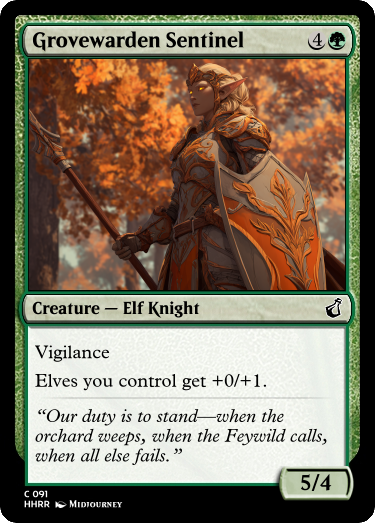 Grovewarden Sentinel 4
Creature — Elf Knight
Vigilance
Elves you control get +0/+1.
“Our duty is to stand—when the
orchard weeps, when the Feywild calls,
when all else fails.”
5/4
C 091
HHRR Midjourney